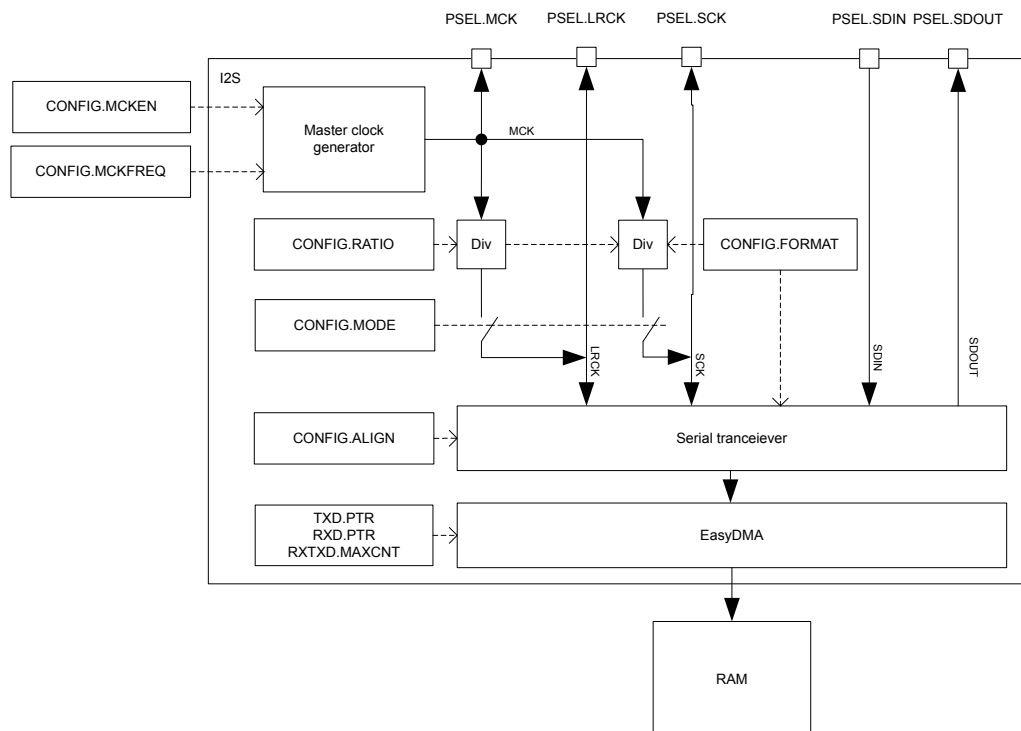 PSEL.MCK
PSEL.LRCK
PSEL.SCK
PSEL.SDIN
PSEL.SDOUT
I2S
CONFIG.MCKEN
Master clock
generator
MCK
CONFIG.MCKFREQ
CONFIG.RATIO
Div
Div
CONFIG.FORMAT
CONFIG.MODE
LRCK
SCK
SDIN
SDOUT
CONFIG.ALIGN
Serial tranceiever
TXD.PTR
RXD.PTR
RXTXD.MAXCNT
EasyDMA
RAM